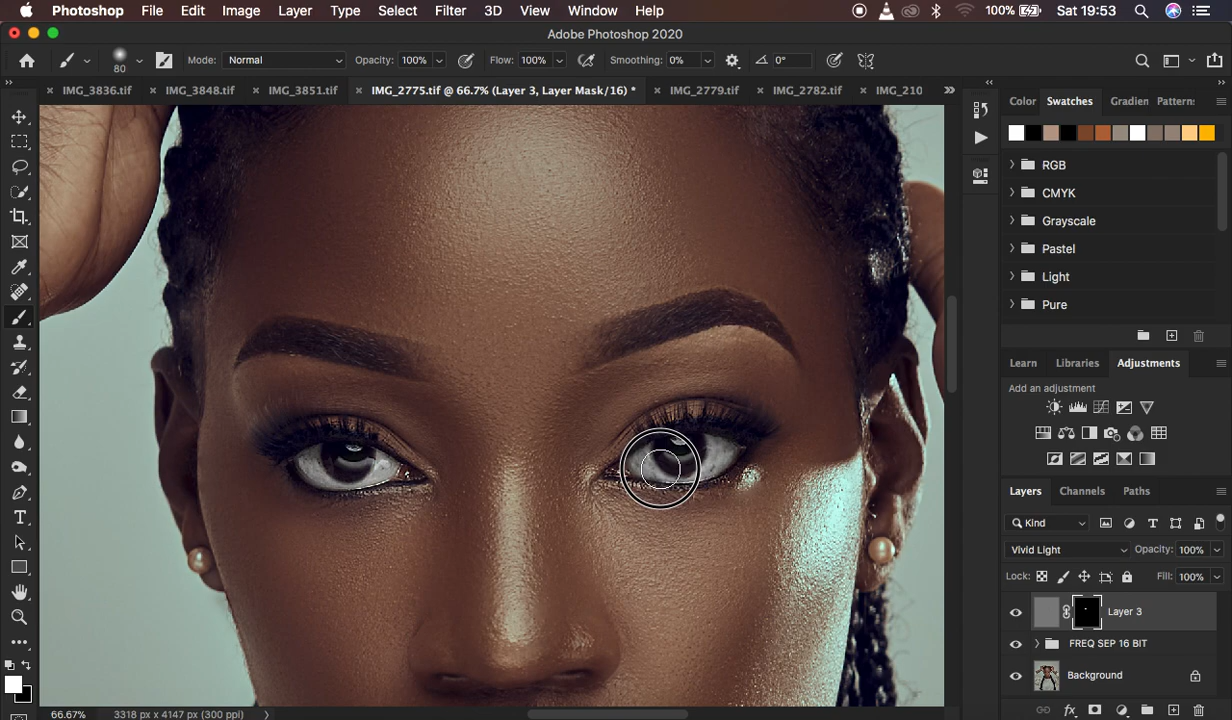 Photoshop File Edit Image Layer Type Select Filter 3D View Window Help 100% Sat 19:53
Adobe Photoshop 2020
80 Mode: Normal Opacity: 100% Flow: 100% Smoothing: 0% 0°
IMG_3836.tif IMG_3848.tif IMG_3851.tif IMG_2775.tif @ 66.7% (Layer 3, Layer Mask/16) * IMG_2779.tif IMG_2782.tif IMG_210
Color Swatches Gradien Pattern:
RGB
CMYK
Grayscale
Pastel
Light
Pure
Learn Libraries Adjustments
Add an adjustment
Layers Channels Paths
Kind
Vivid Light Opacity: 100%
Lock: Fill: 100%
Layer 3
FREQ SEP 16 BIT
Background
66.67% 3318 px x 4147 px (300 ppi)